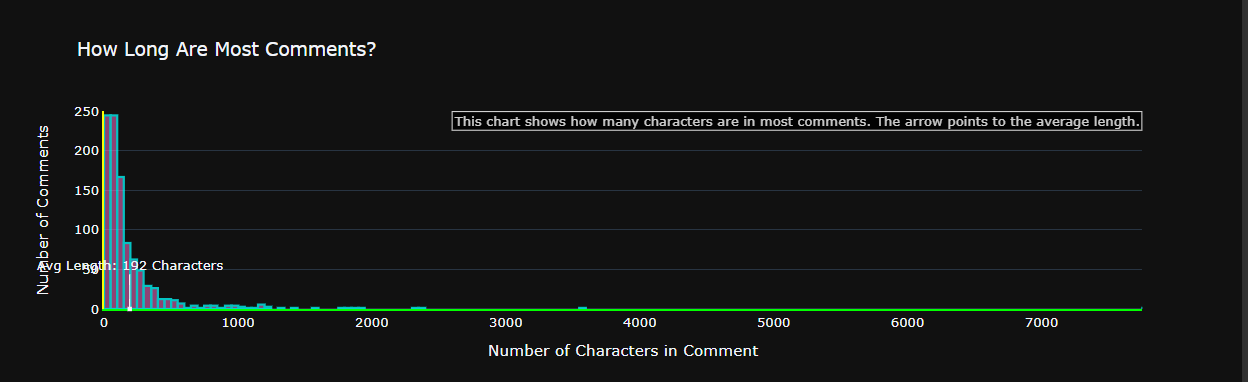 How Long Are Most Comments?
This chart shows how many characters are in most comments. The arrow points to the average length.
Number of Comments
250
200
150
100
50
0
Avg Length: 192 Characters
0 1000 2000 3000 4000 5000 6000 7000
Number of Characters in Comment